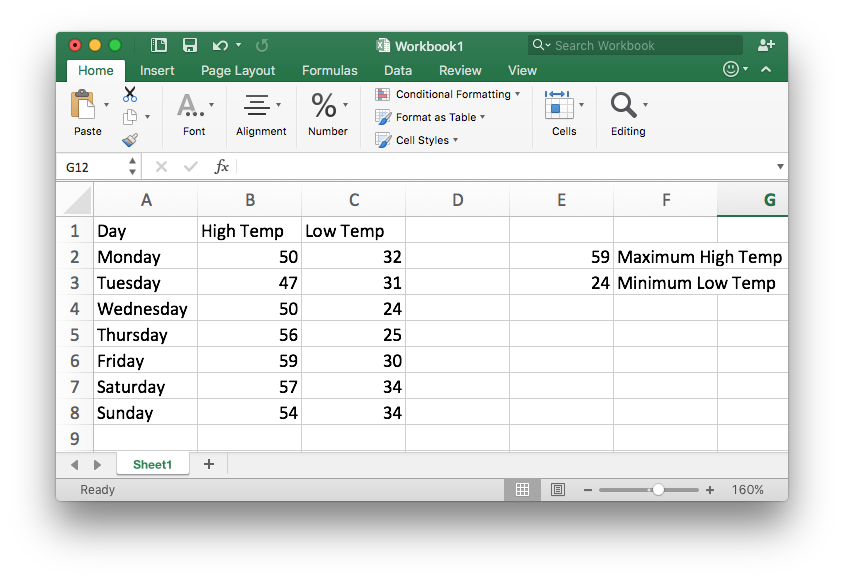 Workbook1
Search Workbook
Home Insert Page Layout Formulas Data Review View
Paste
A...
Font
Alignment
%
Number
Conditional Formatting
Format as Table
Cell Styles
Cells
Editing
G12 fx
A B C D E F G
1 Day High Temp Low Temp
2 Monday 50 32 59 Maximum High Temp
3 Tuesday 47 31 24 Minimum Low Temp
4 Wednesday 50 24
5 Thursday 56 25
6 Friday 59 30
7 Saturday 57 34
8 Sunday 54 34
9
Sheet1 +
Ready 160%